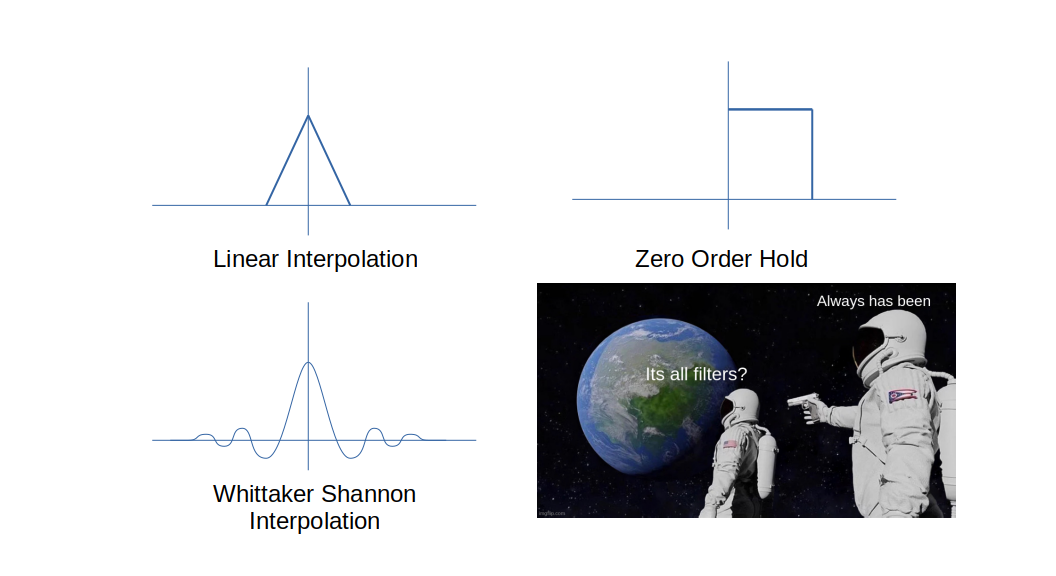 Linear Interpolation
Zero Order Hold
Always has been
Its all filters?
Whittaker Shannon
Interpolation
imgflip.com